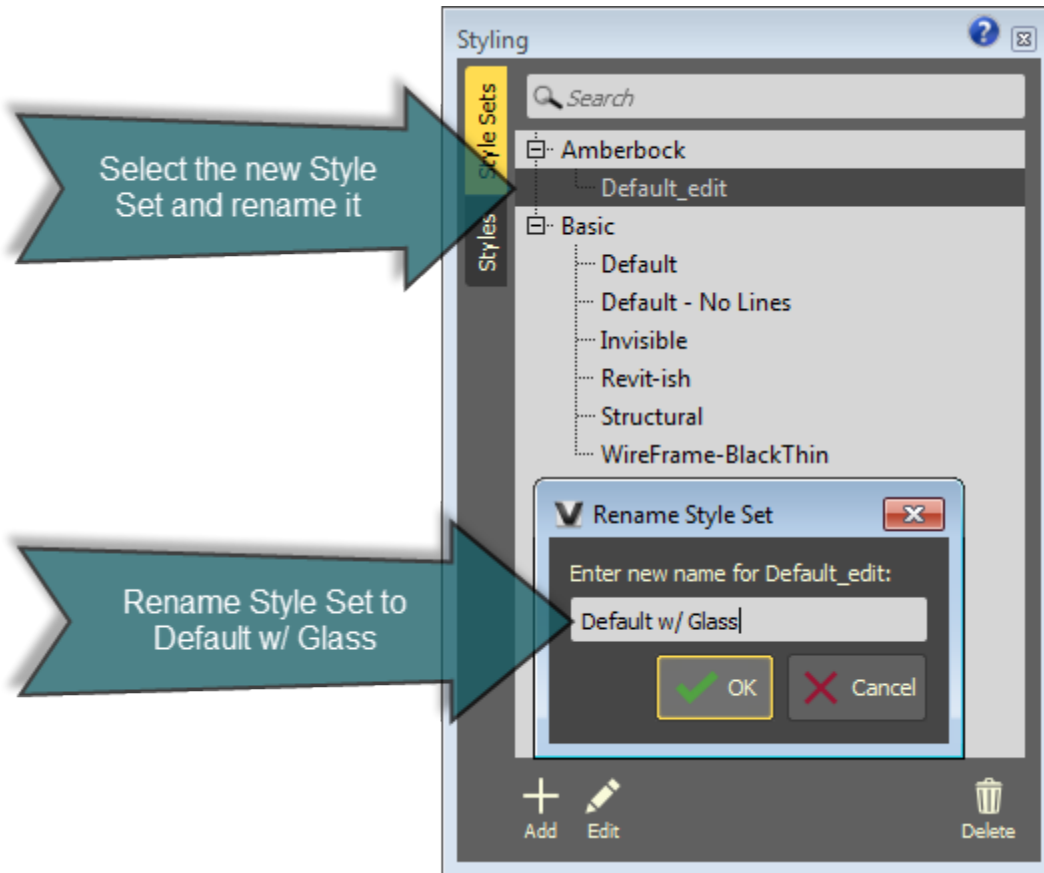 Styling
Style Sets
Styles
Search
Select the new Style
Set and rename it
Amberbock
Default_edit
Basic
Default
Default - No Lines
Invisible
Revit-ish
Structural
WireFrame-BlackThin
Rename Style Set
Enter new name for Default_edit:
Rename Style Set to
Default w/ Glass
Default w/ Glass
OK
Cancel
Add
Edit
Delete